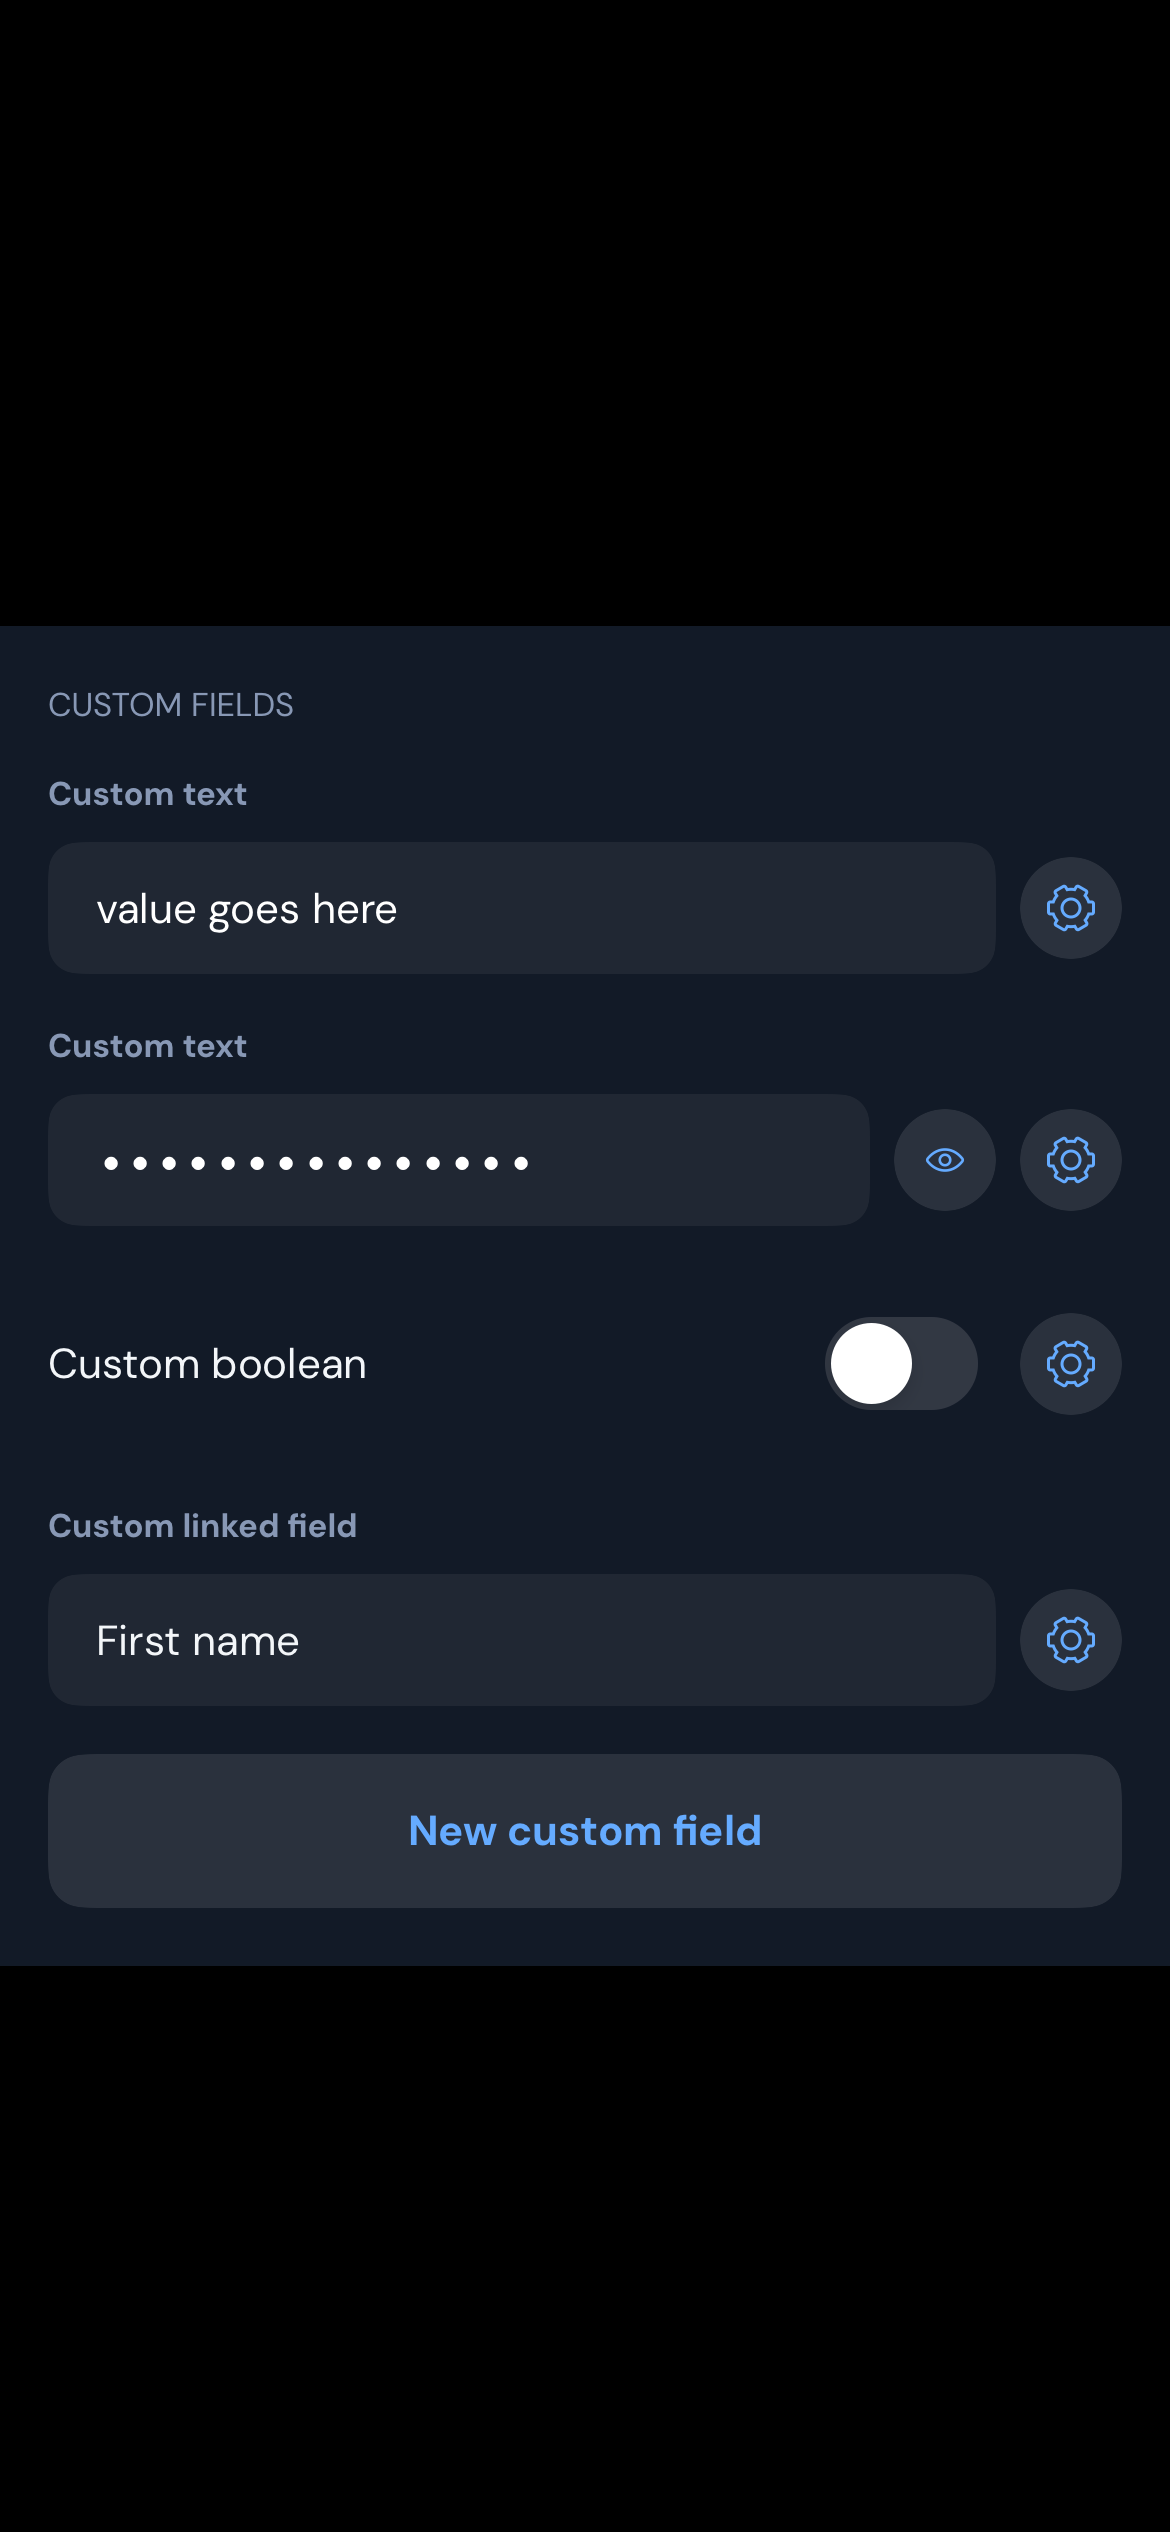 CUSTOM FIELDS
Custom text
value goes here
Custom text
•••••••••••••••
Custom boolean
Custom linked field
First name
New custom field